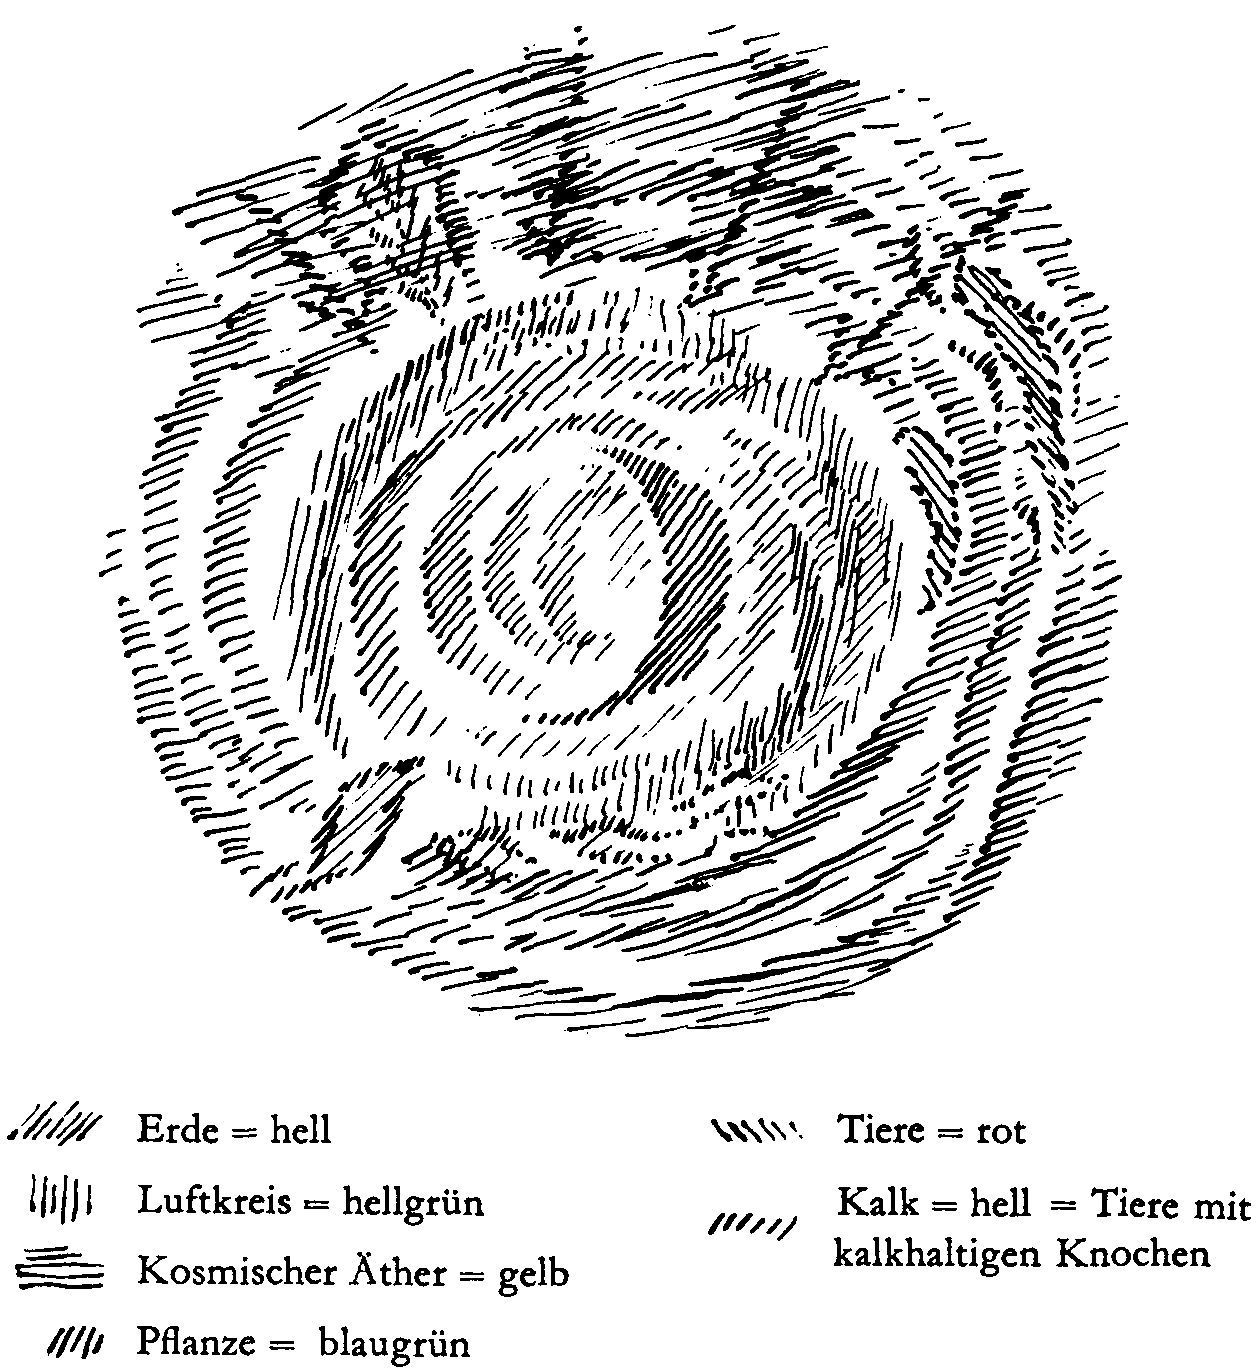 Erde = hell
Luftkreis = hellgrün
Kosmischer Äther = gelb
Pflanze = blaugrün
Tiere = rot
Kalk = hell = Tiere mit
kalkhaltigen Knochen